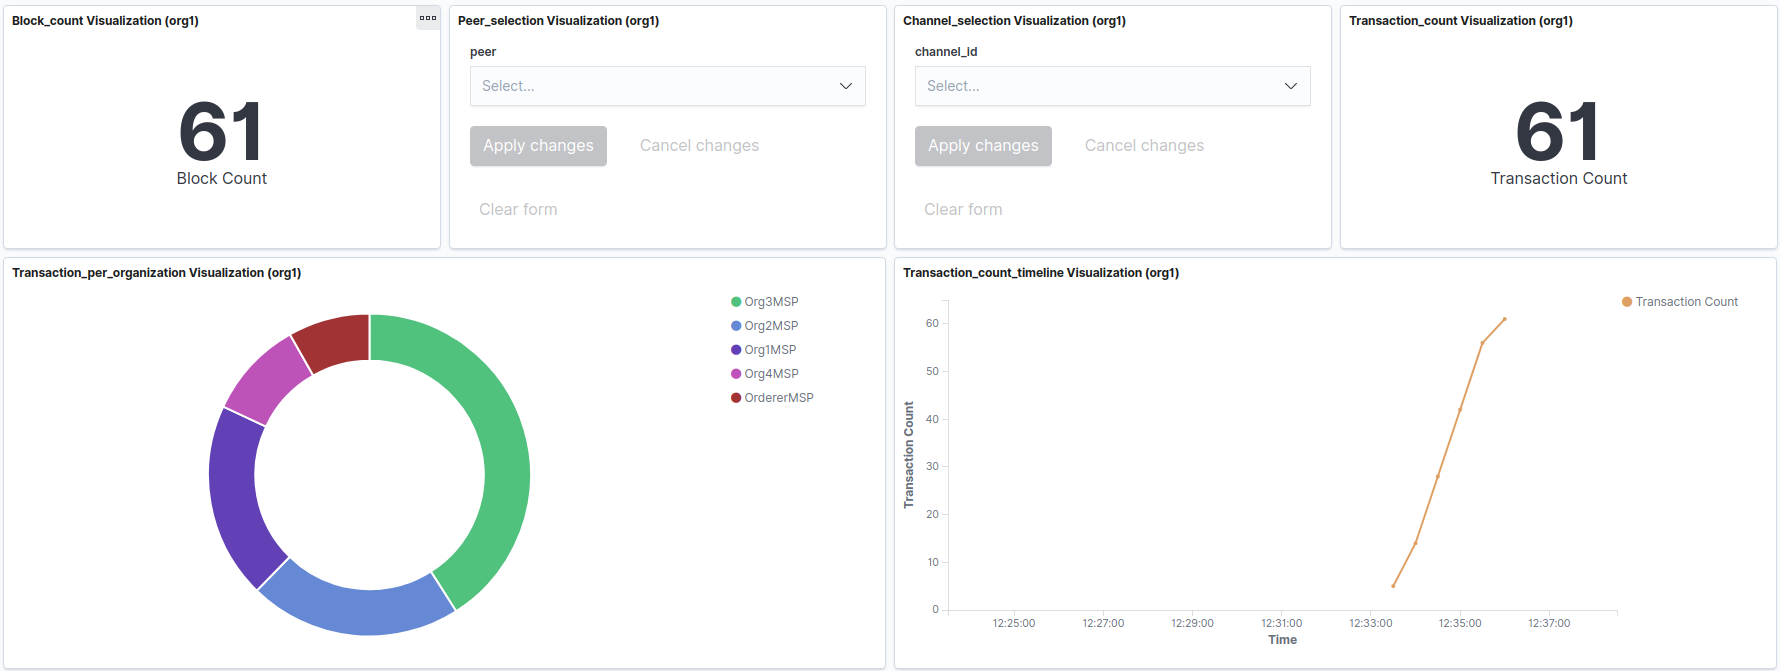 Block_count Visualization (org1)
61
Block Count
Peer_selection Visualization (org1)
peer
Select...
Apply changes
Cancel changes
Clear form
Channel_selection Visualization (org1)
channel_id
Select...
Apply changes
Cancel changes
Clear form
Transaction_count Visualization (org1)
61
Transaction Count
Transaction_per_organization Visualization (org1)
Org3MSP
Org2MSP
Org1MSP
Org4MSP
OrdererMSP
Transaction_count_timeline Visualization (org1)
Transaction Count
Transaction Count
60
50
40
30
20
10
0
12:25:00
12:27:00
12:29:00
12:31:00
12:33:00
12:35:00
12:37:00
Time